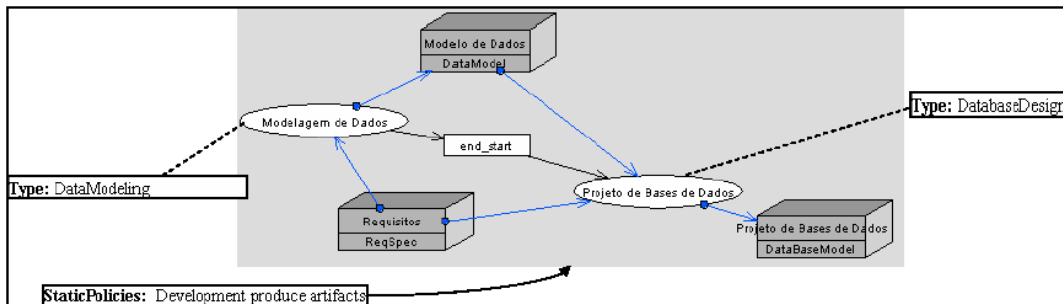 Modelo de Dados
DataModel
Type: DatabaseDesign
Modelagem de Dados
end_start
Type: DataModeling
Projeto de Bases de Dados
Requisitos
ReqSpec
Projeto de Bases de Dados
DataBaseModel
StaticPolicies: Development produce artifacts